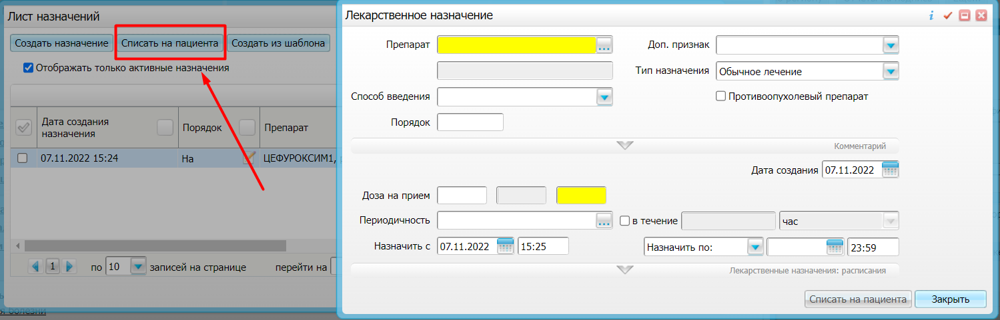 Лист назначений
Создать назначение Списать на пациента Создать из шаблона
Отображать только активные назначения
Дата создания назначения Порядок Препарат
07.11.2022 15:24 На ЦЕФУРОКСИМ1,
1 по 10 записей на странице перейти на
я болезни
Лекарственное назначение
Препарат ... Доп. признак
Тип назначения Обычное лечение
Способ введения Противоопухолевый препарат
Порядок
Комментарий
Дата создания 07.11.2022
Доза на прием
Периодичность ... в течение час
Назначить с 07.11.2022 15:25 Назначить по: 23:59
Лекарственные назначения: расписания
Списать на пациента Закрыть